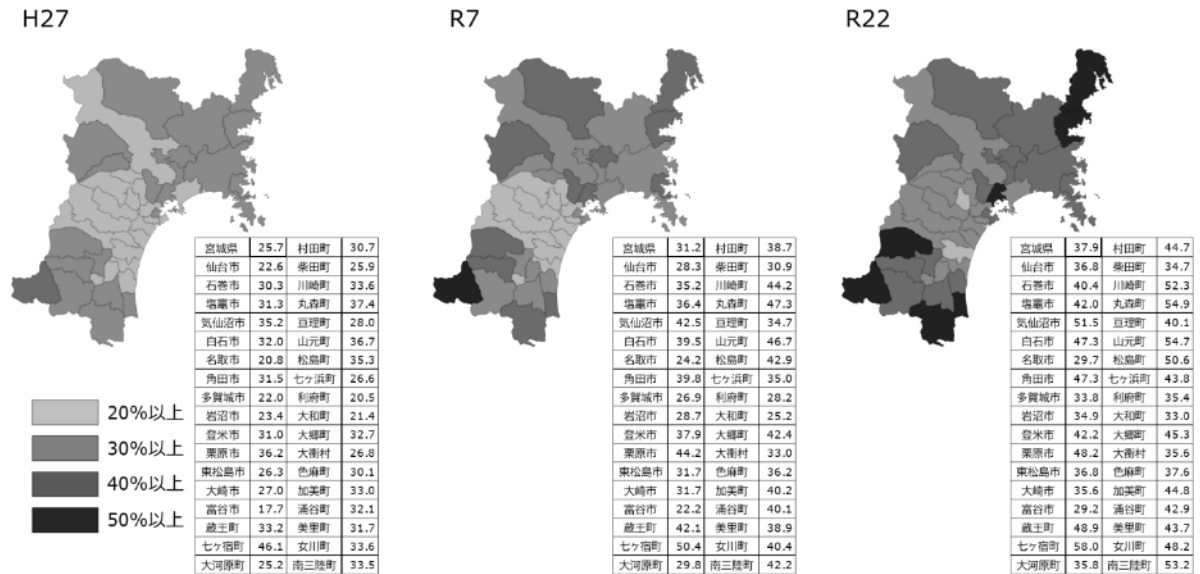 H27
R7
R22
宮城県 25.7 村田町 30.7
仙台市 22.6 柴田町 25.9
石巻市 30.3 川崎町 33.6
塩竈市 31.3 丸森町 37.4
気仙沼市 35.2 亘理町 28.0
白石市 32.0 山元町 36.7
名取市 20.8 松島町 35.3
角田市 31.5 七ヶ浜町 26.6
多賀城市 22.0 利府町 20.5
岩沼市 23.4 大和町 21.4
登米市 31.0 大郷町 32.7
栗原市 36.2 大衡村 26.8
東松島市 26.3 色麻町 30.1
大崎市 27.0 加美町 33.0
富谷市 17.7 涌谷町 32.1
蔵王町 33.2 美里町 31.7
七ヶ宿町 46.1 女川町 33.6
大河原町 25.2 南三陸町 33.5
20%以上
30%以上
40%以上
50%以上
宮城県 31.2 村田町 38.7
仙台市 28.3 柴田町 30.9
石巻市 35.2 川崎町 44.2
塩竈市 36.4 丸森町 47.3
気仙沼市 42.5 亘理町 34.7
白石市 39.5 山元町 46.7
名取市 24.2 松島町 42.9
角田市 39.8 七ヶ浜町 35.0
多賀城市 26.9 利府町 28.2
岩沼市 28.7 大和町 25.2
登米市 37.9 大郷町 42.4
栗原市 44.2 大衡村 33.0
東松島市 31.7 色麻町 36.2
大崎市 31.7 加美町 40.2
富谷市 22.2 涌谷町 40.1
蔵王町 42.1 美里町 38.9
七ヶ宿町 50.4 女川町 40.4
大河原町 29.8 南三陸町 42.2
宮城県 37.9 村田町 44.7
仙台市 36.8 柴田町 34.7
石巻市 40.4 川崎町 52.3
塩竈市 42.0 丸森町 54.9
気仙沼市 51.5 亘理町 40.1
白石市 47.3 山元町 54.7
名取市 29.7 松島町 50.6
角田市 47.3 七ヶ浜町 43.8
多賀城市 33.8 利府町 35.4
岩沼市 34.9 大和町 33.0
登米市 42.2 大郷町 45.3
栗原市 48.2 大衡村 35.6
東松島市 36.8 色麻町 37.6
大崎市 35.6 加美町 44.8
富谷市 29.2 涌谷町 42.9
蔵王町 48.9 美里町 43.7
七ヶ宿町 58.0 女川町 48.2
大河原町 35.8 南三陸町 53.2